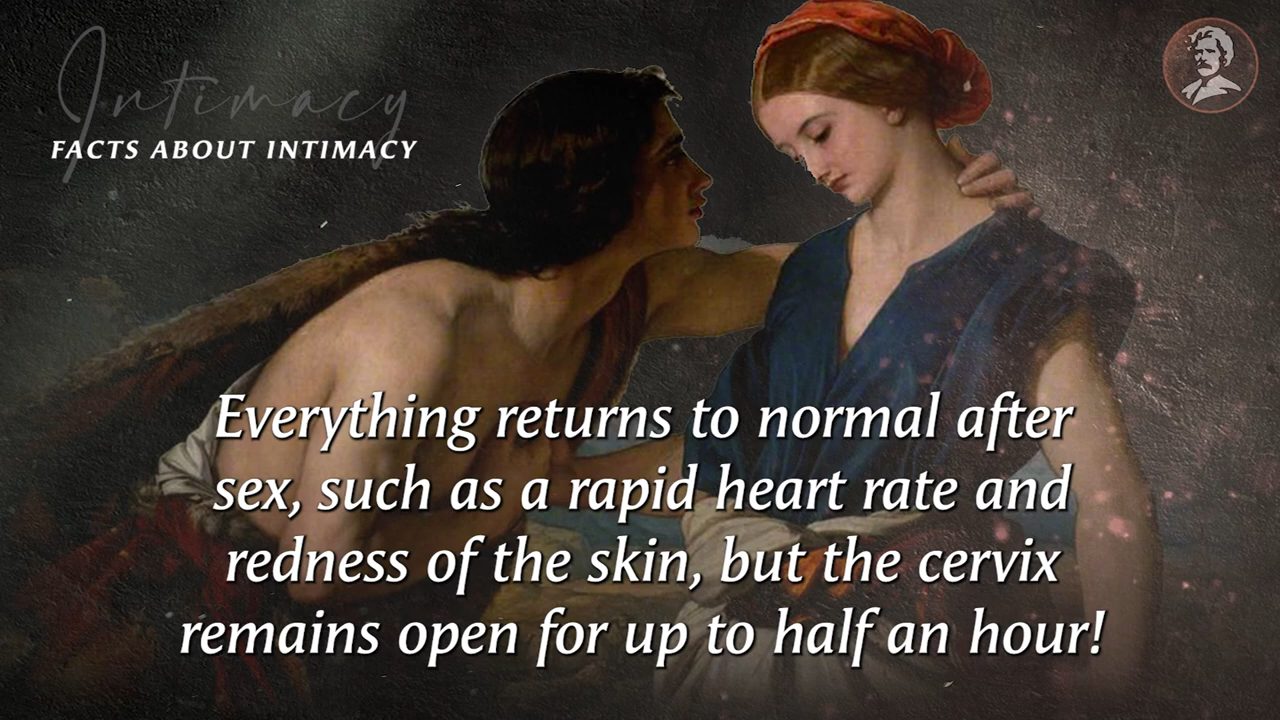 Intimacy
FACTS ABOUT INTIMACY
Everything returns to normal after
sex, such as a rapid heart rate and
redness of the skin, but the cervix
remains open for up to half an hour!